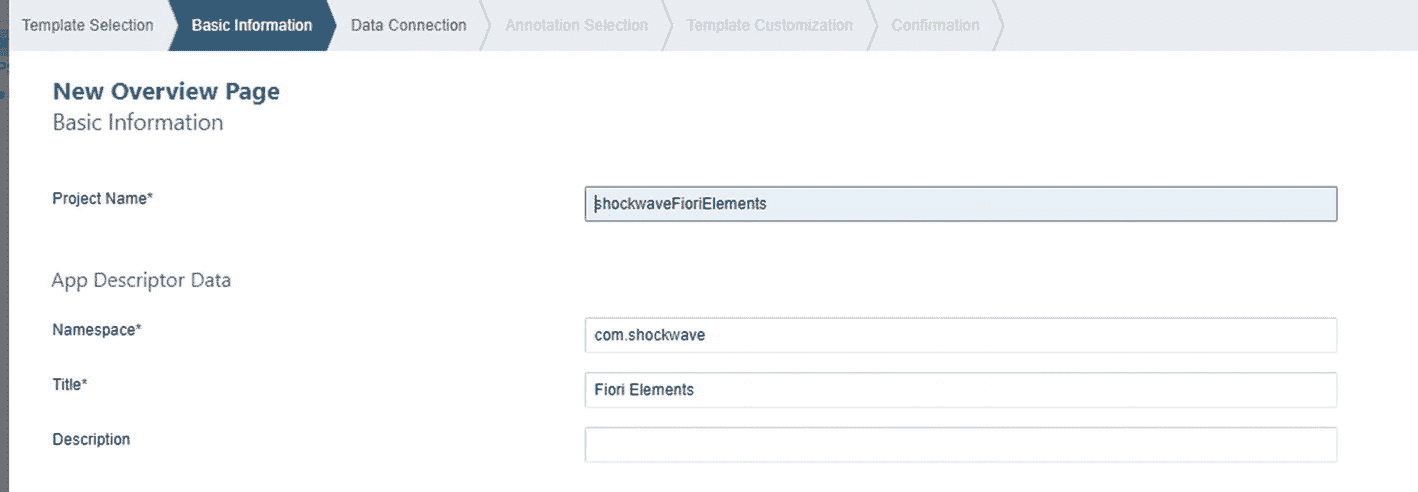 Template Selection Basic Information Data Connection Annotation Selection Template Customization Confirmation
New Overview Page
Basic Information
Project Name*
shockwaveFioriElements
App Descriptor Data
Namespace*
com.shockwave
Title*
Fiori Elements
Description